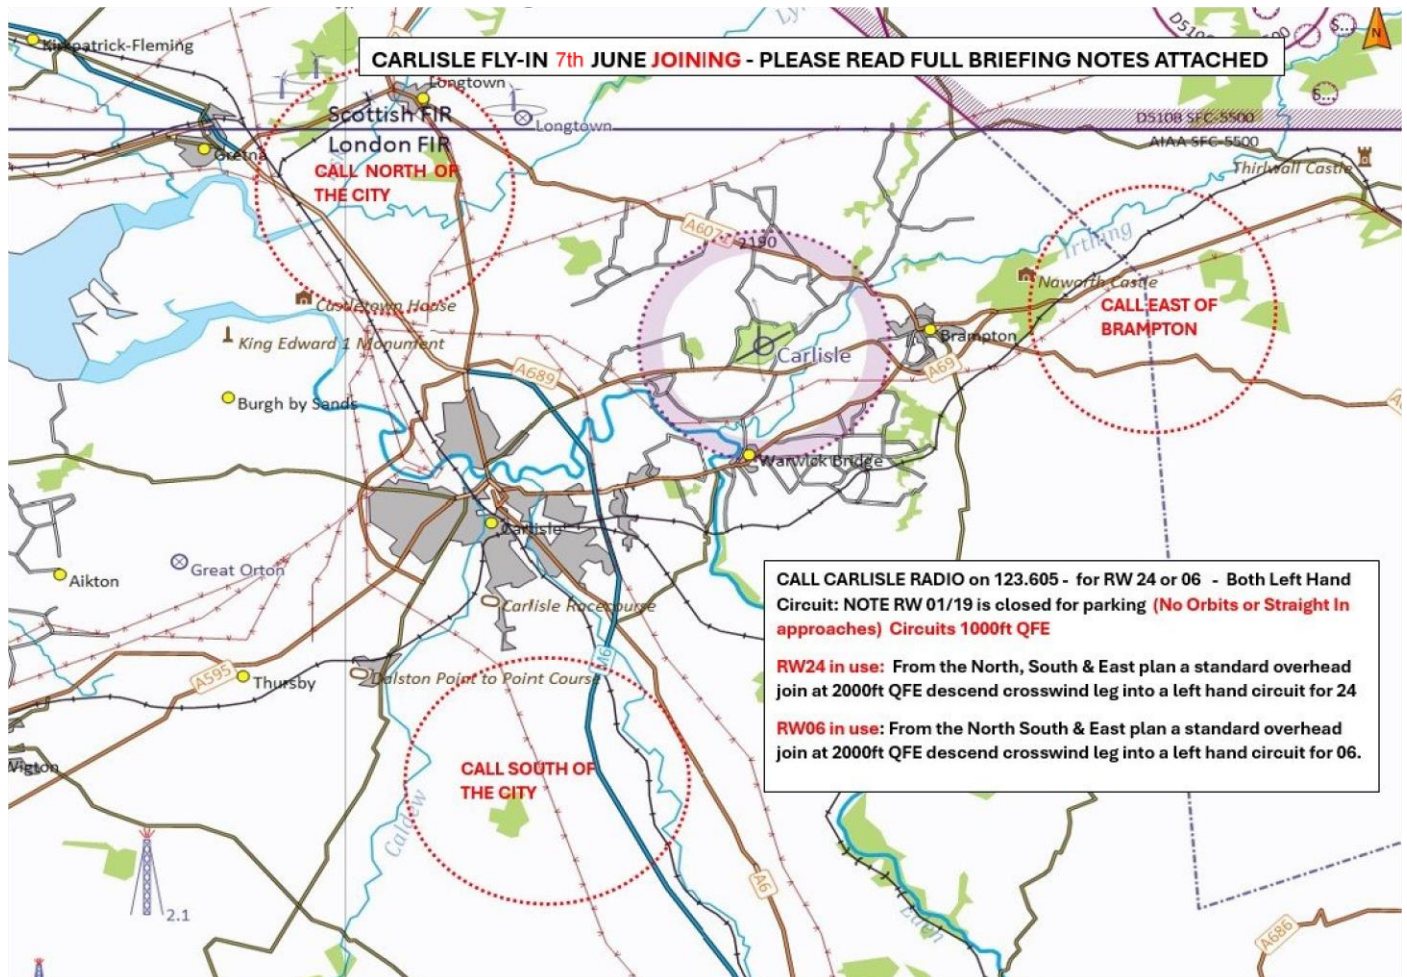 Kirkpatrick-Fleming
CARLISLE FLY-IN 7th JUNE JOINING - PLEASE READ FULL BRIEFING NOTES ATTACHED
N
S...
S...
Longtown
Scottish FIR
London FIR
Longtown
D510B SFC-5500
AIAA SFC-5500
Gretna
CALL NORTH OF
THE CITY
Thirlwall Castle
A6071
2190
Irthing
Naworth Castle
Castletown House
CALL EAST OF
BRAMPTON
King Edward 1 Monument
Brampton
Carlisle
A689
A69
Burgh by Sands
Warwick Bridge
Carlisle
Great Orton
Aikton
Carlisle Racecourse
CALL CARLISLE RADIO on 123.605 - for RW 24 or 06 - Both Left Hand
Circuit: NOTE RW 01/19 is closed for parking (No Orbits or Straight In
approaches) Circuits 1000ft QFE
RW24 in use: From the North, South & East plan a standard overhead
join at 2000ft QFE descend crosswind leg into a left hand circuit for 24
RW06 in use: From the North South & East plan a standard overhead
join at 2000ft QFE descend crosswind leg into a left hand circuit for 06.
M6
A595
Thursby
Dalston Point to Point Course
CALL SOUTH OF
THE CITY
Wigton
Caldew
A6
2.1
Eden
A686